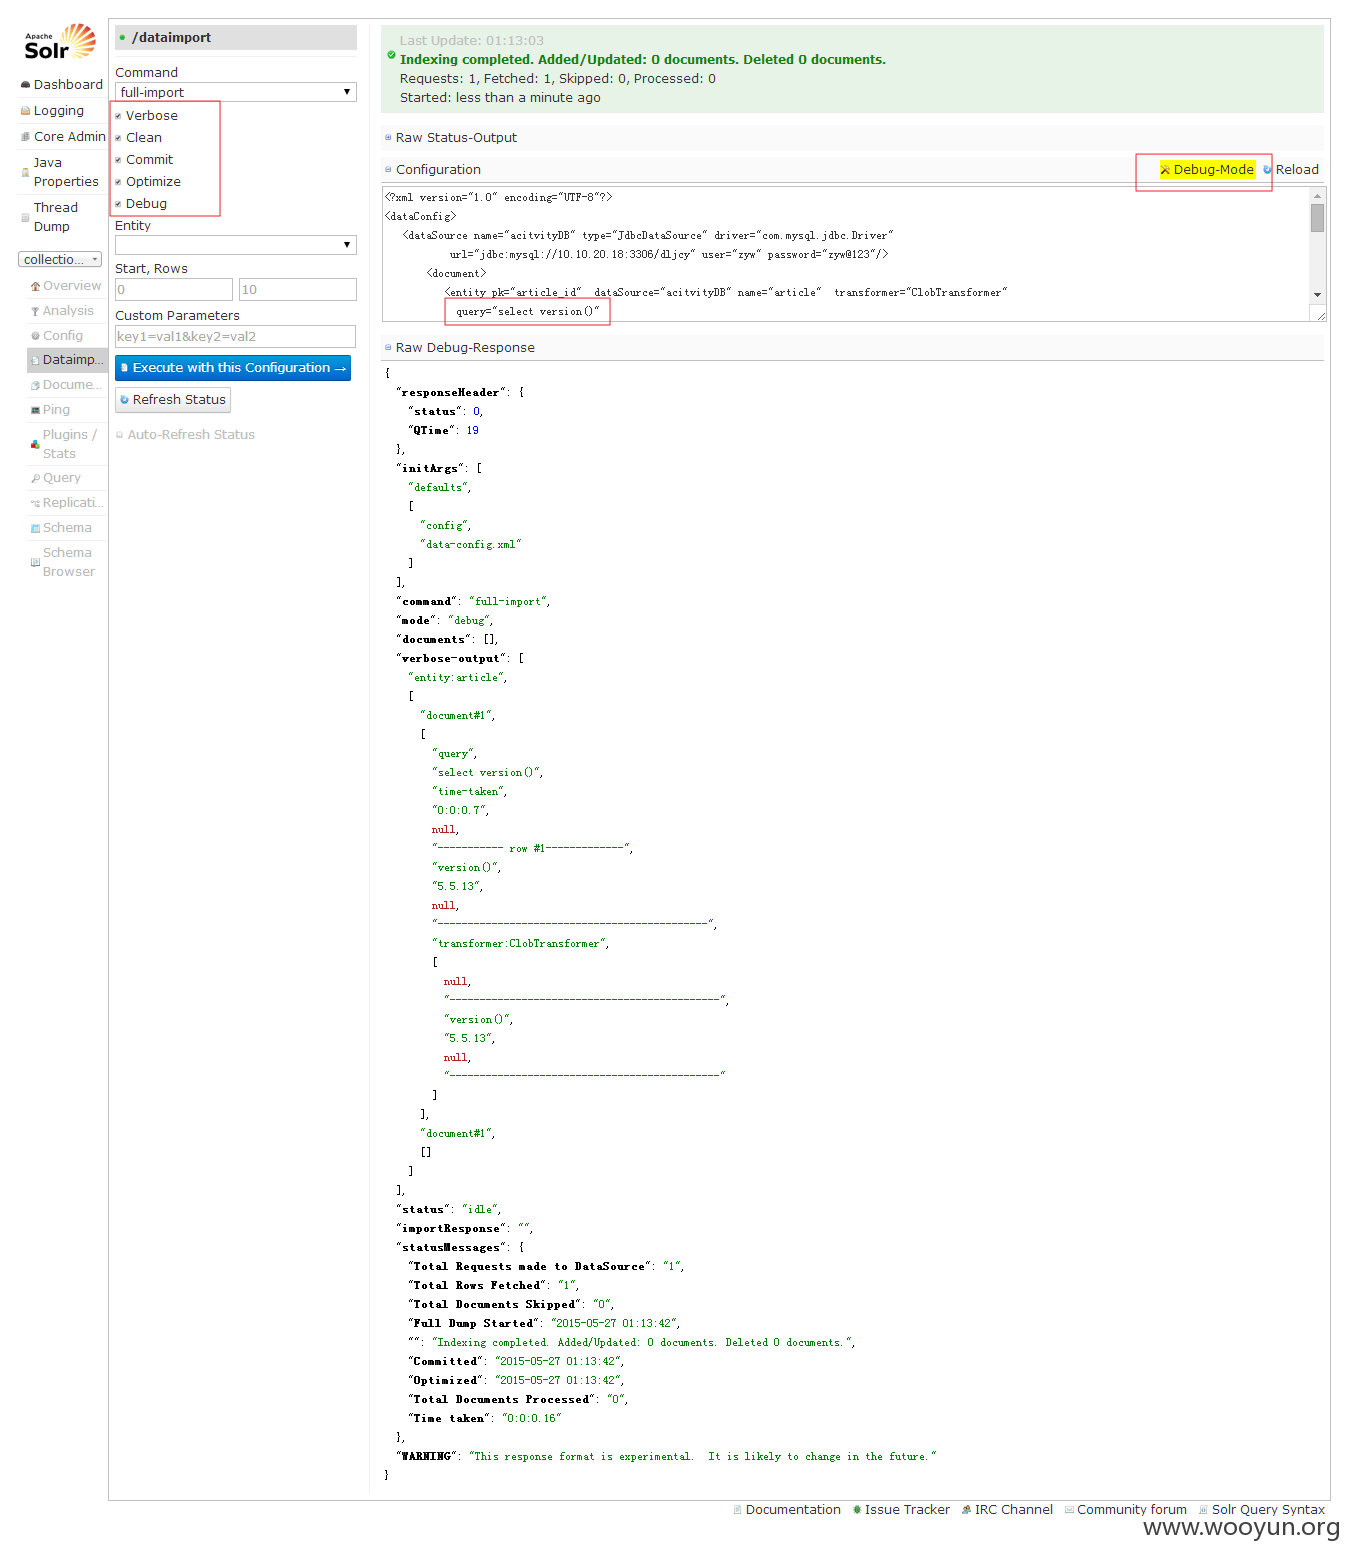 Apache
Solr
Dashboard
Logging
Core Admin
Java
Properties
Thread
Dump
collectio...
Overview
Analysis
Config
Dataimp...
Docume...
Ping
Plugins /
Stats
Query
Replicati...
Schema
Schema
Browser
/dataimport
Command
full-import
Verbose
Clean
Commit
Optimize
Debug
Entity
Start, Rows
0 10
Custom Parameters
key1=val1&key2=val2
Execute with this Configuration →
Refresh Status
Auto-Refresh Status
Last Update: 01:13:03
Indexing completed. Added/Updated: 0 documents. Deleted 0 documents.
Requests: 1, Fetched: 1, Skipped: 0, Processed: 0
Started: less than a minute ago
Raw Status-Output
Configuration Debug-Mode Reload
<?xml version="1.0" encoding="UTF-8"?>
<dataConfig>
<dataSource name="acitvityDB" type="JdbcDataSource" driver="com.mysql.jdbc.Driver"
url="jdbc:mysql://10.10.20.18:3306/dljcy" user="zyw" password="zyw@123"/>
<document>
<entity pk="article_id" dataSource="acitvityDB" name="article" transformer="ClobTransformer"
query="select version()"
Raw Debug-Response
{
"responseHeader": {
"status": 0,
"QTime": 19
},
"initArgs": [
"defaults",
[
"config",
"data-config.xml"
]
],
"command": "full-import",
"mode": "debug",
"documents": [],
"verbose-output": [
"entity:article",
[
"document#1",
[
"query",
"select version()",
"time-taken",
"0:0:0.7",
null,
"----------- row #1-------------",
"version()",
"5.5.13",
null,
"---------------------------------------------",
"transformer:ClobTransformer",
[
null,
"---------------------------------------------",
"version()",
"5.5.13",
null,
"---------------------------------------------"
]
],
"document#1",
[]
]
],
"status": "idle",
"importResponse": "",
"statusMessages": {
"Total Requests made to DataSource": "1",
"Total Rows Fetched": "1",
"Total Documents Skipped": "0",
"Full Dump Started": "2015-05-27 01:13:42",
"": "Indexing completed. Added/Updated: 0 documents. Deleted 0 documents.",
"Committed": "2015-05-27 01:13:42",
"Optimized": "2015-05-27 01:13:42",
"Total Documents Processed": "0",
"Time taken": "0:0:0.16"
},
"WARNING": "This response format is experimental.  It is likely to change in the future."
}
Documentation Issue Tracker IRC Channel Community forum Solr Query Syntax
www.wooyun.org